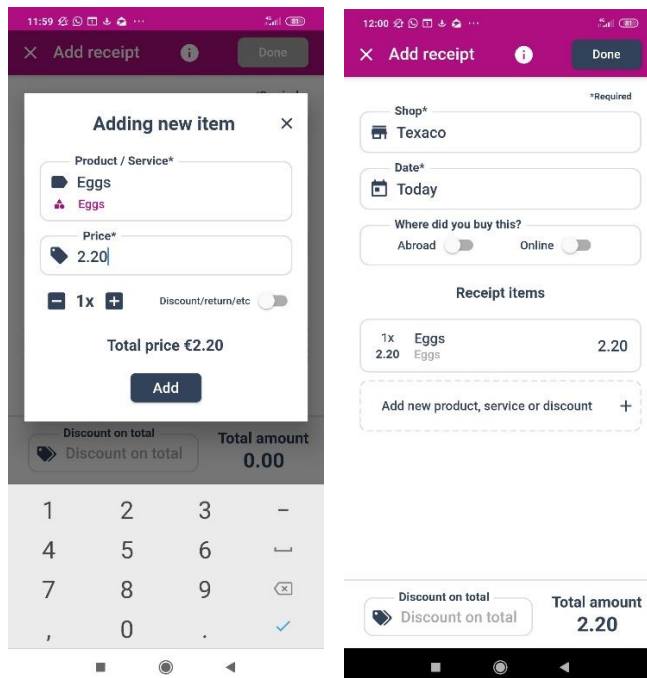 11:59
Add receipt
Done
Adding new item
Product / Service*
Eggs
Eggs
Price*
2.20
1x
Discount/return/etc
Total price €2.20
Add
Discount on total
Discount on total
Total amount
0.00
1 2 3 –
4 5 6
7 8 9
, 0 .
12:00
Add receipt
Done
*Required
Shop*
Texaco
Date*
Today
Where did you buy this?
Abroad Online
Receipt items
1x Eggs
2.20 Eggs
2.20
Add new product, service or discount +
Discount on total
Discount on total
Total amount
2.20